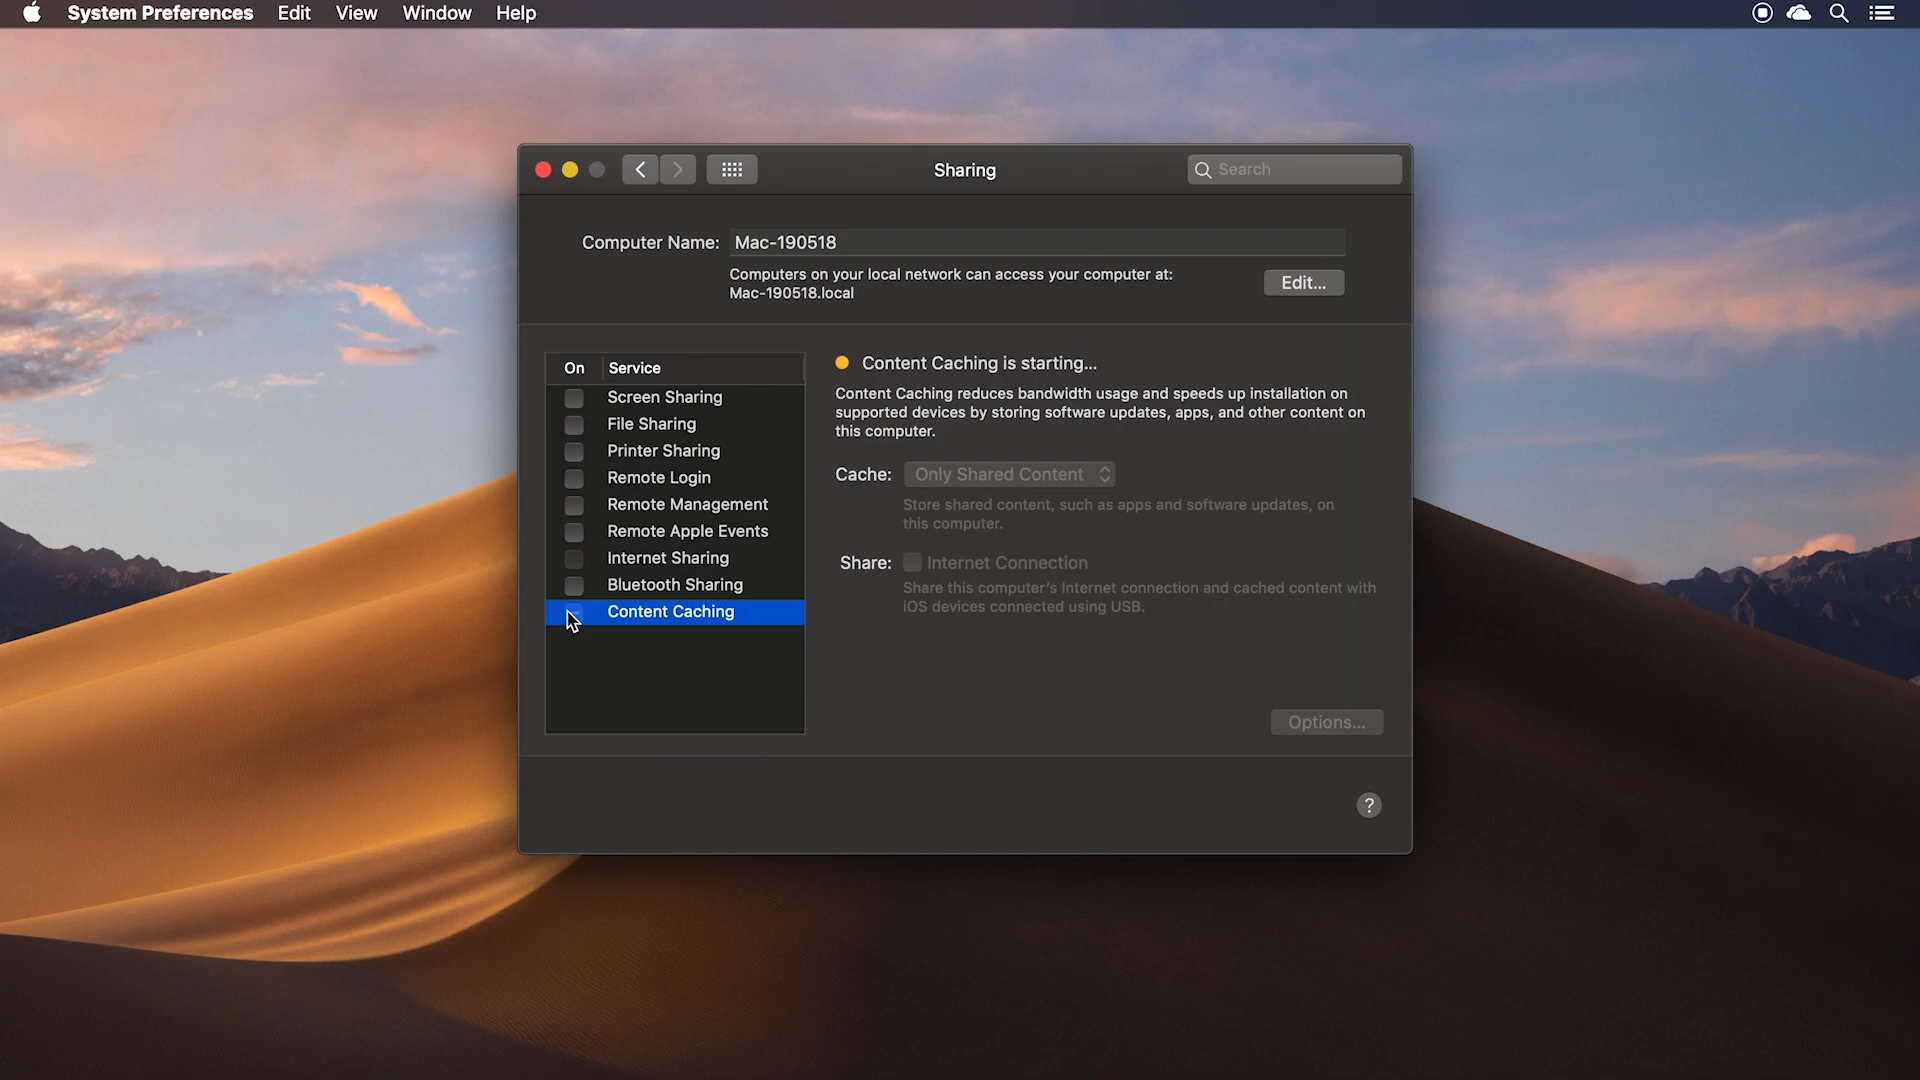 System Preferences Edit View Window Help
Sharing
Search
Computer Name: Mac-190518
Computers on your local network can access your computer at:
Mac-190518.local
Edit...
On Service
Screen Sharing
File Sharing
Printer Sharing
Remote Login
Remote Management
Remote Apple Events
Internet Sharing
Bluetooth Sharing
Content Caching
Content Caching is starting...
Content Caching reduces bandwidth usage and speeds up installation on
supported devices by storing software updates, apps, and other content on
this computer.
Cache: Only Shared Content
Store shared content, such as apps and software updates, on
this computer.
Share: Internet Connection
Share this computer's Internet connection and cached content with
iOS devices connected using USB.
Options...
?